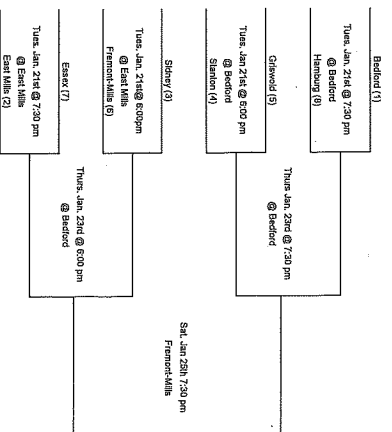 Bedford (1)
Tues. Jan. 21st @ 7:30 pm
@ Bedford
Hamburg (8)
Griswold (5)
Tues. Jan. 21st @ 6:00 pm
@ Bedford
Stanton (4)
Sidney (3)
Tues. Jan. 21st@ 6:00pm
@ East Mills
Fremont-Mills (6)
Essex (7)
Tues. Jan. 21st @ 7:30 pm
@ East Mills
East Mills (2)
Thurs Jan. 23rd @ 7:30 pm
@ Bedford
Thurs. Jan. 23rd @ 6:00 pm
@ Bedford
Sat. Jan 25th 7:30 pm
Fremont-Mills